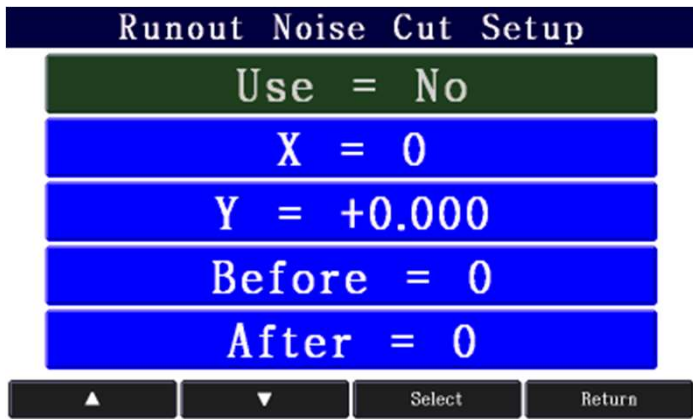 Runout Noise Cut Setup
Use = No
X = 0
Y = +0.000
Before = 0
After = 0
▲ ▼ Select Return